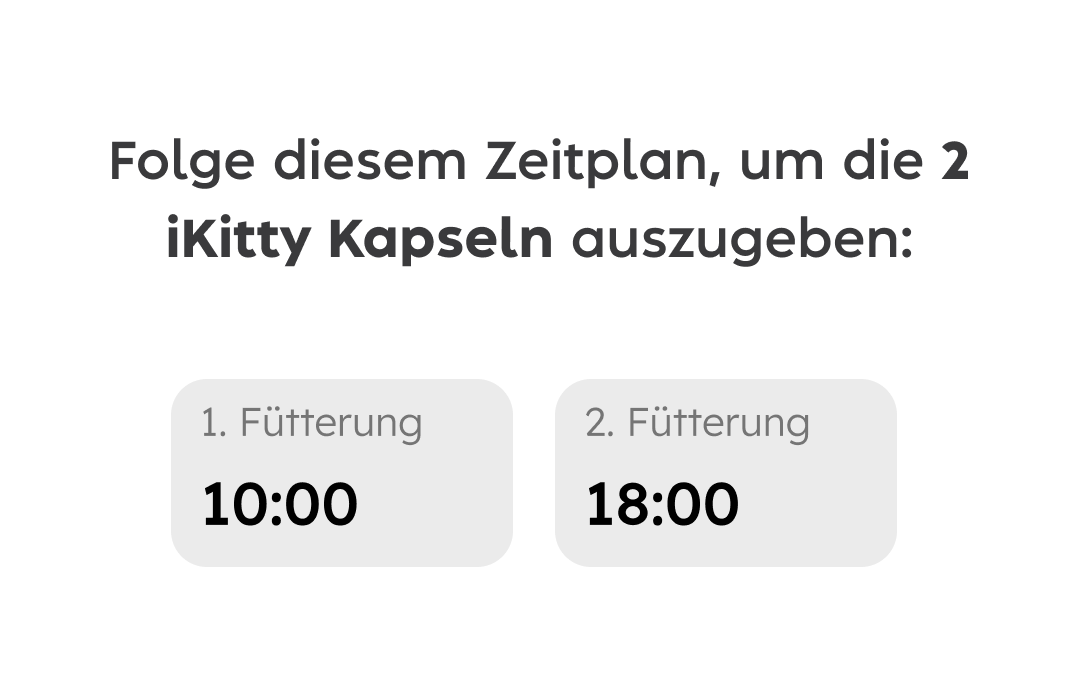 Folge diesem Zeitplan, um die 2
iKitty Kapseln auszugeben:
1. Fütterung
10:00
2. Fütterung
18:00